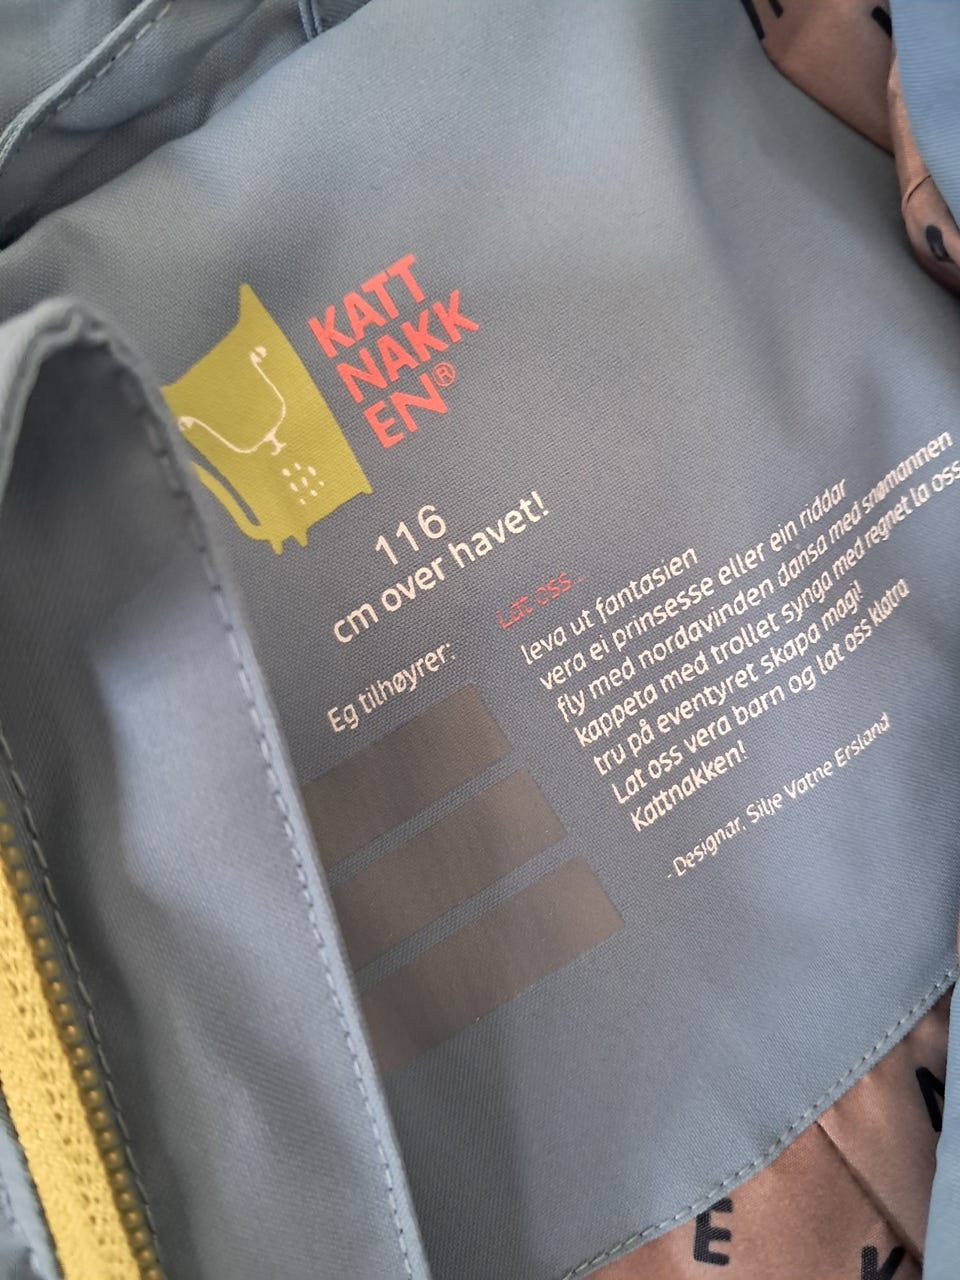 KATT
NAKK
EN®
116
cm over havet!
Eg tilhøyrer:
Lat oss...
leva ut fantasien
vera ei prinsesse eller ein riddar
fly med nordavinden dansa med snømannen
kappeta med trollet synga med regnet la oss
tru på eventyret skapa magi!
Lat oss vera barn og lat oss klatra
Kattnakken!
- Designar, Silje Vatne Ersland
E
K